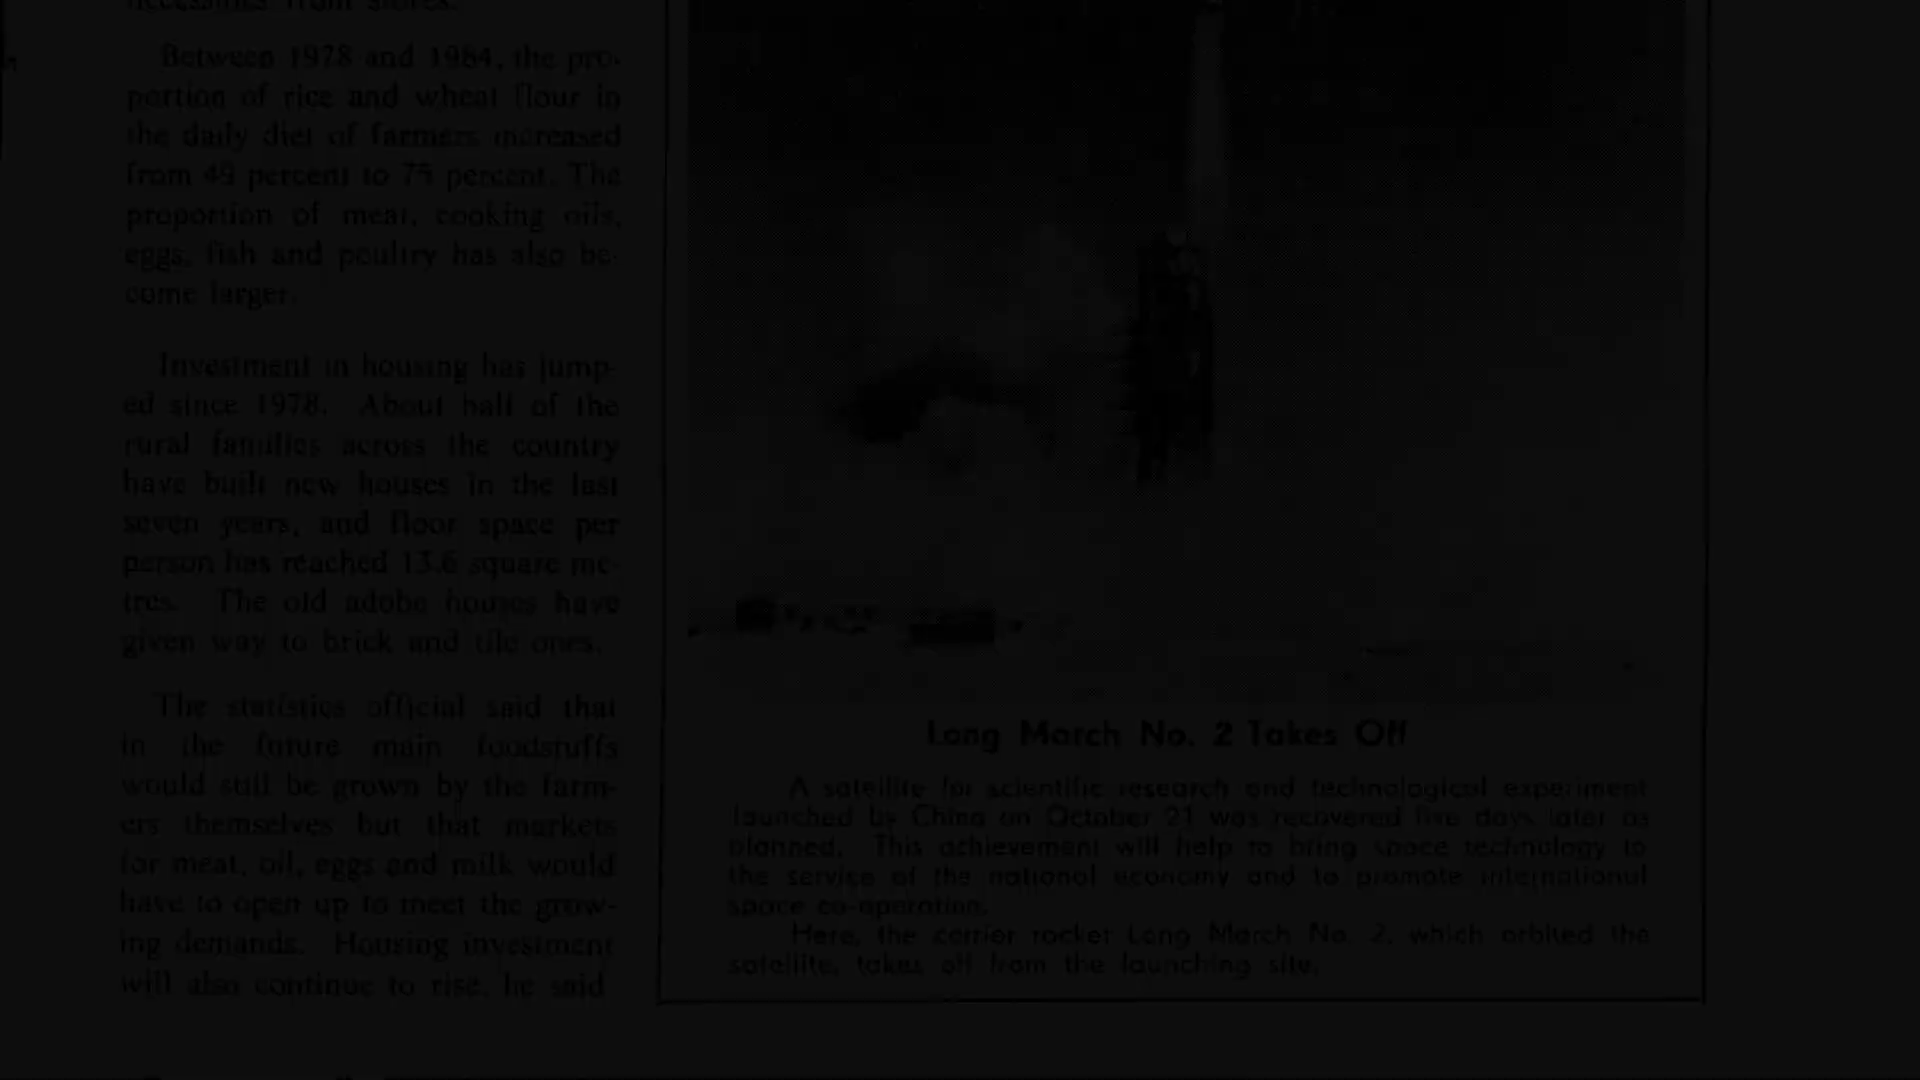 necessities from stores.
Between 1978 and 1984, the pro-
portion of rice and wheat flour in
the daily diet of farmers increased
from 49 percent to 75 percent. The
proportion of meat, cooking oils,
eggs, fish and poultry has also be-
come larger.
Investment in housing has jump-
ed since 1978. About half of the
rural families across the country
have built new houses in the last
seven years, and floor space per
person has reached 13.6 square me-
tres. The old adobe houses have
given way to brick and tile ones.
The statistics official said that
in the future main foodstuffs
would still be grown by the farm-
ers themselves but that markets
for meat, oil, eggs and milk would
have to open up to meet the grow-
ing demands. Housing investment
will also continue to rise, he said
Long March No. 2 Takes Off
A satellite for scientific research and technological experiment
launched by China on October 21 was recovered five days later as
planned. This achievement will help to bring space technology to
the service of the national economy and to promote international
space co-operation.
Here, the carrier rocket Long March No. 2, which orbited the
satellite, takes off from the launching site.